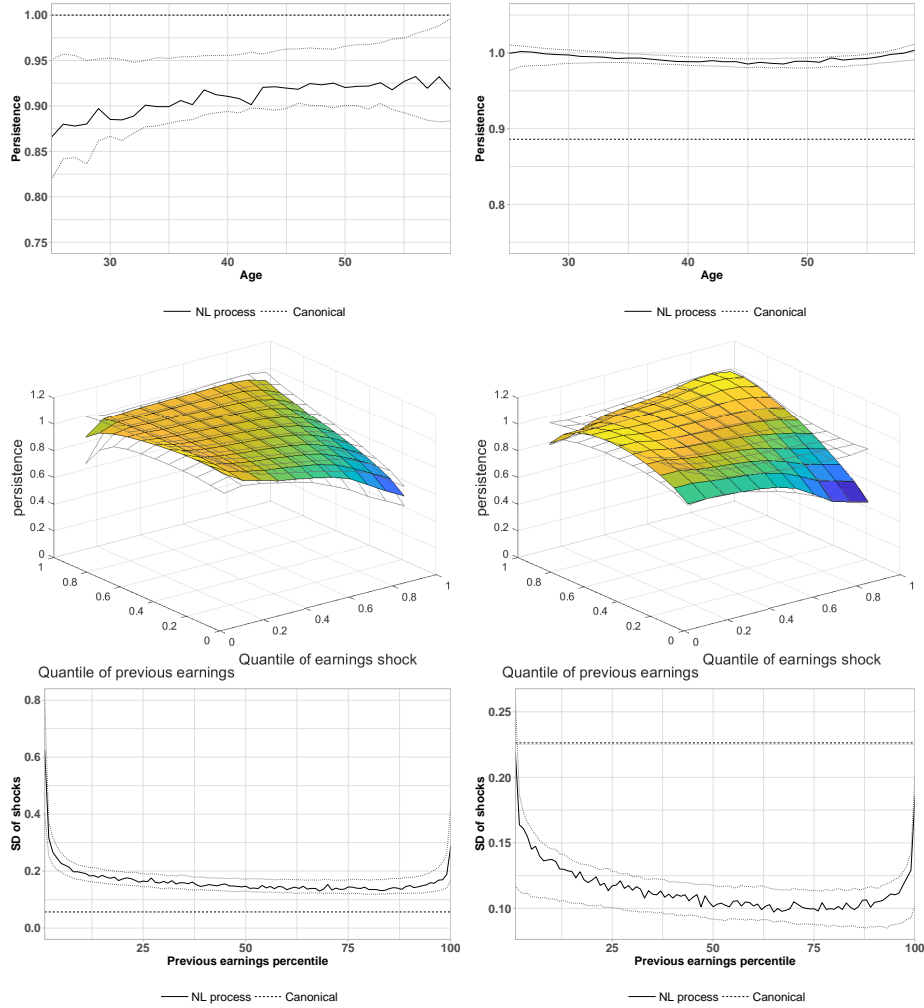 1.00
0.95
0.90
0.85
0.80
0.75
Persistence
30 40 50
Age
NL process Canonical
1.0
0.9
0.8
Persistence
30 40 50
Age
NL process Canonical
1.2
1
0.8
0.6
0.4
0.2
0
persistence
1
0.8
0.6
0.4
0.2
0
0 0.2 0.4 0.6 0.8 1
Quantile of earnings shock
Quantile of previous earnings
1.2
1
0.8
0.6
0.4
0.2
0
persistence
1
0.8
0.6
0.4
0.2
0
0 0.2 0.4 0.6 0.8 1
Quantile of earnings shock
Quantile of previous earnings
0.8
0.6
0.4
0.2
0.0
SD of shocks
25 50 75 100
Previous earnings percentile
NL process Canonical
0.25
0.20
0.15
0.10
SD of shocks
25 50 75 100
Previous earnings percentile
NL process Canonical